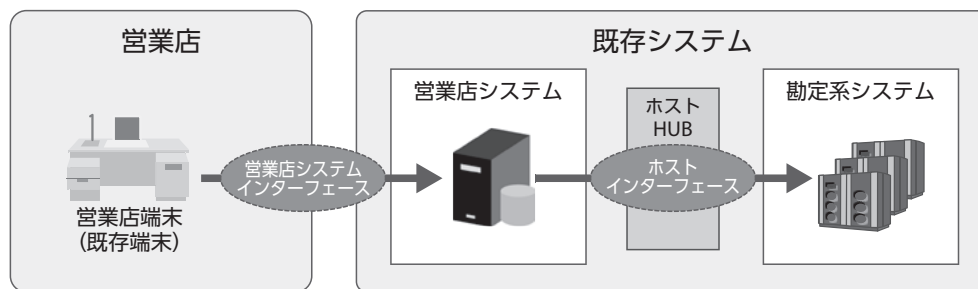 営業店
営業店端末
(既存端末)
営業店システム
インターフェース
既存システム
営業店システム
ホスト
HUB
ホスト
インターフェース
勘定系システム